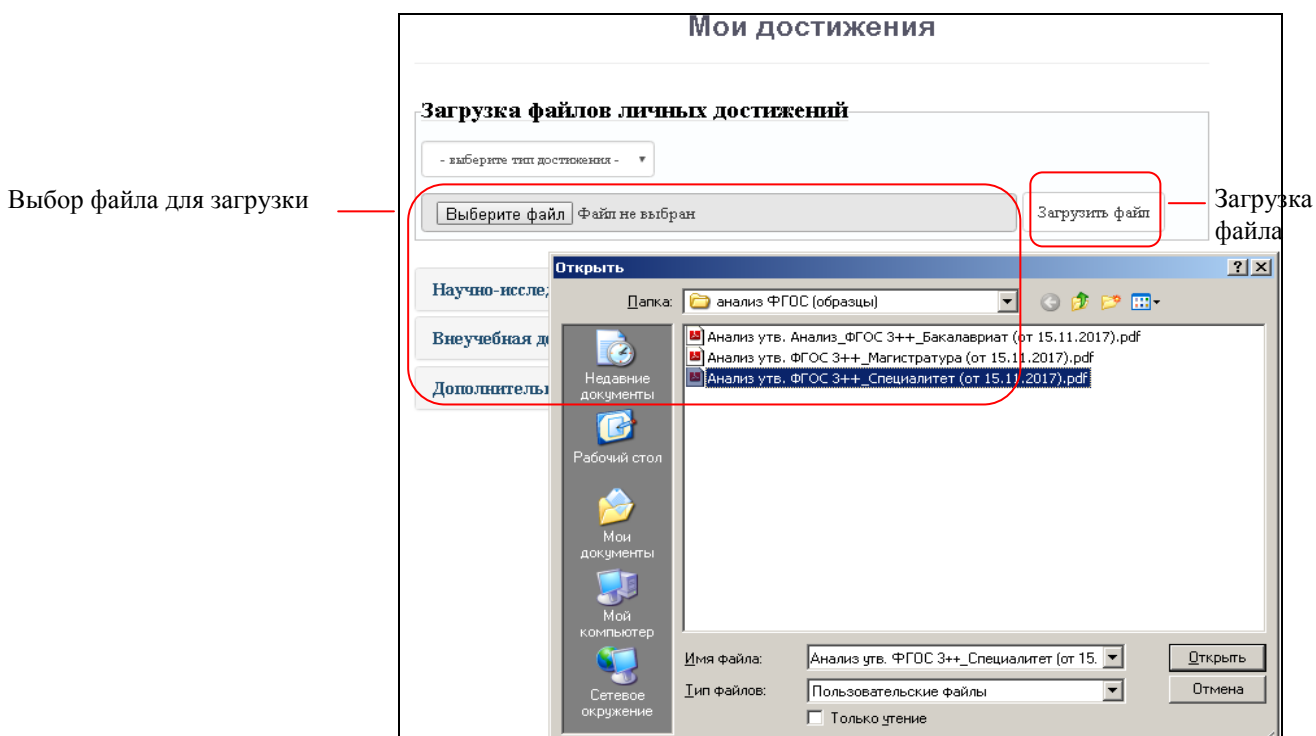 Мои достижения
Загрузка файлов личных достижений
- выберите тип достижения -
Выбор файла для загрузки
Выберите файл Файл не выбран
Загрузить файл
Загрузка
файла
Открыть
Научно-иссле
Внеучебная д
Дополнитель
Папка: анализ ФГОС (образцы)
Анализ утв. Анализ_ФГОС 3++_Бакалавриат (от 15.11.2017).pdf
Анализ утв. ФГОС 3++_Магистратура (от 15.11.2017).pdf
Анализ утв. ФГОС 3++_Специалитет (от 15.11.2017).pdf
Недавние
документы
Рабочий стол
Мои
документы
Мой
компьютер
Сетевое
окружение
Имя файла: Анализ утв. ФГОС 3++_Специалитет (от 15. Открыть
Тип файлов: Пользовательские файлы Отмена
Только чтение